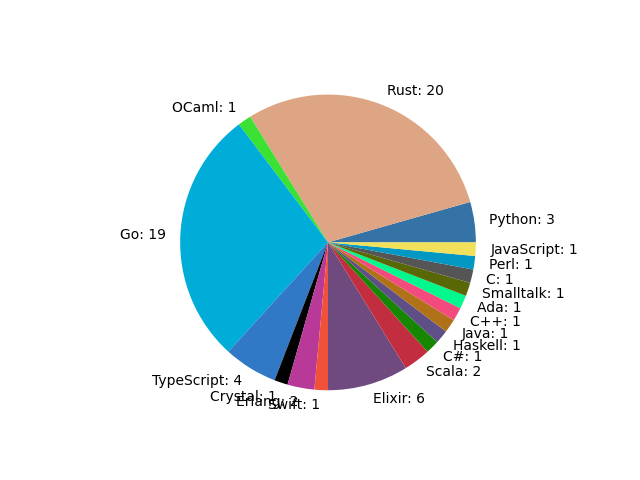 Rust: 20
OCaml: 1
Python: 3
Go: 19
JavaScript: 1
Perl: 1
C: 1
Smalltalk: 1
Ada: 1
C++: 1
Java: 1
Haskell: 1
C#: 1
Scala: 2
TypeScript: 4
Crystal: 1
Erlang: 2
Swift: 1
Elixir: 6